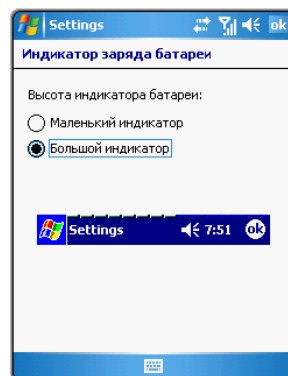 Settings ok
Индикатор заряда батареи
Высота индикатора батареи:
Маленький индикатор
Большой индикатор
Settings 7:51 ok